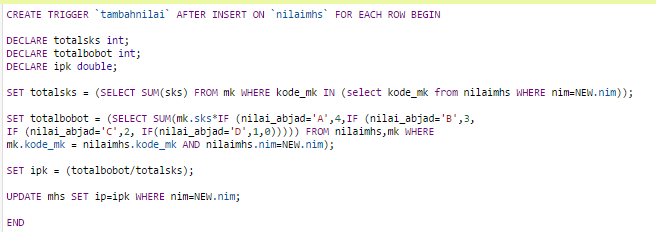 CREATE TRIGGER `tambahnilai` AFTER INSERT ON `nilaimhs` FOR EACH ROW BEGIN
DECLARE totalsks int;
DECLARE totalbobot int;
DECLARE ipk double;
SET totalsks = (SELECT SUM(sks) FROM mk WHERE kode_mk IN (select kode_mk from nilaimhs WHERE nim=NEW.nim));
SET totalbobot = (SELECT SUM(mk.sks*IF (nilai_abjad='A',4,IF (nilai_abjad='B',3,
IF (nilai_abjad='C',2, IF(nilai_abjad='D',1,0))))) FROM nilaimhs,mk WHERE
mk.kode_mk = nilaimhs.kode_mk AND nilaimhs.nim=NEW.nim);
SET ipk = (totalbobot/totalsks);
UPDATE mhs SET ip=ipk WHERE nim=NEW.nim;
END